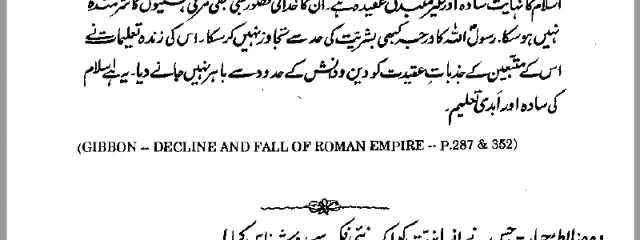 اسلام کا نہایت سادہ اور غیر متبدل عقیدہ ہے۔ ان کا خدائی تصور کبھی بھی مرئی ہستیوں کا شرمندہ
نہیں ہو سکا۔ رسول اللہ کا درجہ کبھی بشریت کی حد سے تجاوز نہیں کر سکا۔ اس کی زندہ تعلیمات نے
اس کے متبعین کے جذباتِ عقیدت کو دین و دانش کے حدود سے باہر نہیں جانے دیا۔ یہ ہے اسلام
کی سادہ اور اَبدی تعلیم۔
(GIBBON -- DECLINE AND FALL OF ROMAN EMPIRE -- P.287 & 352)